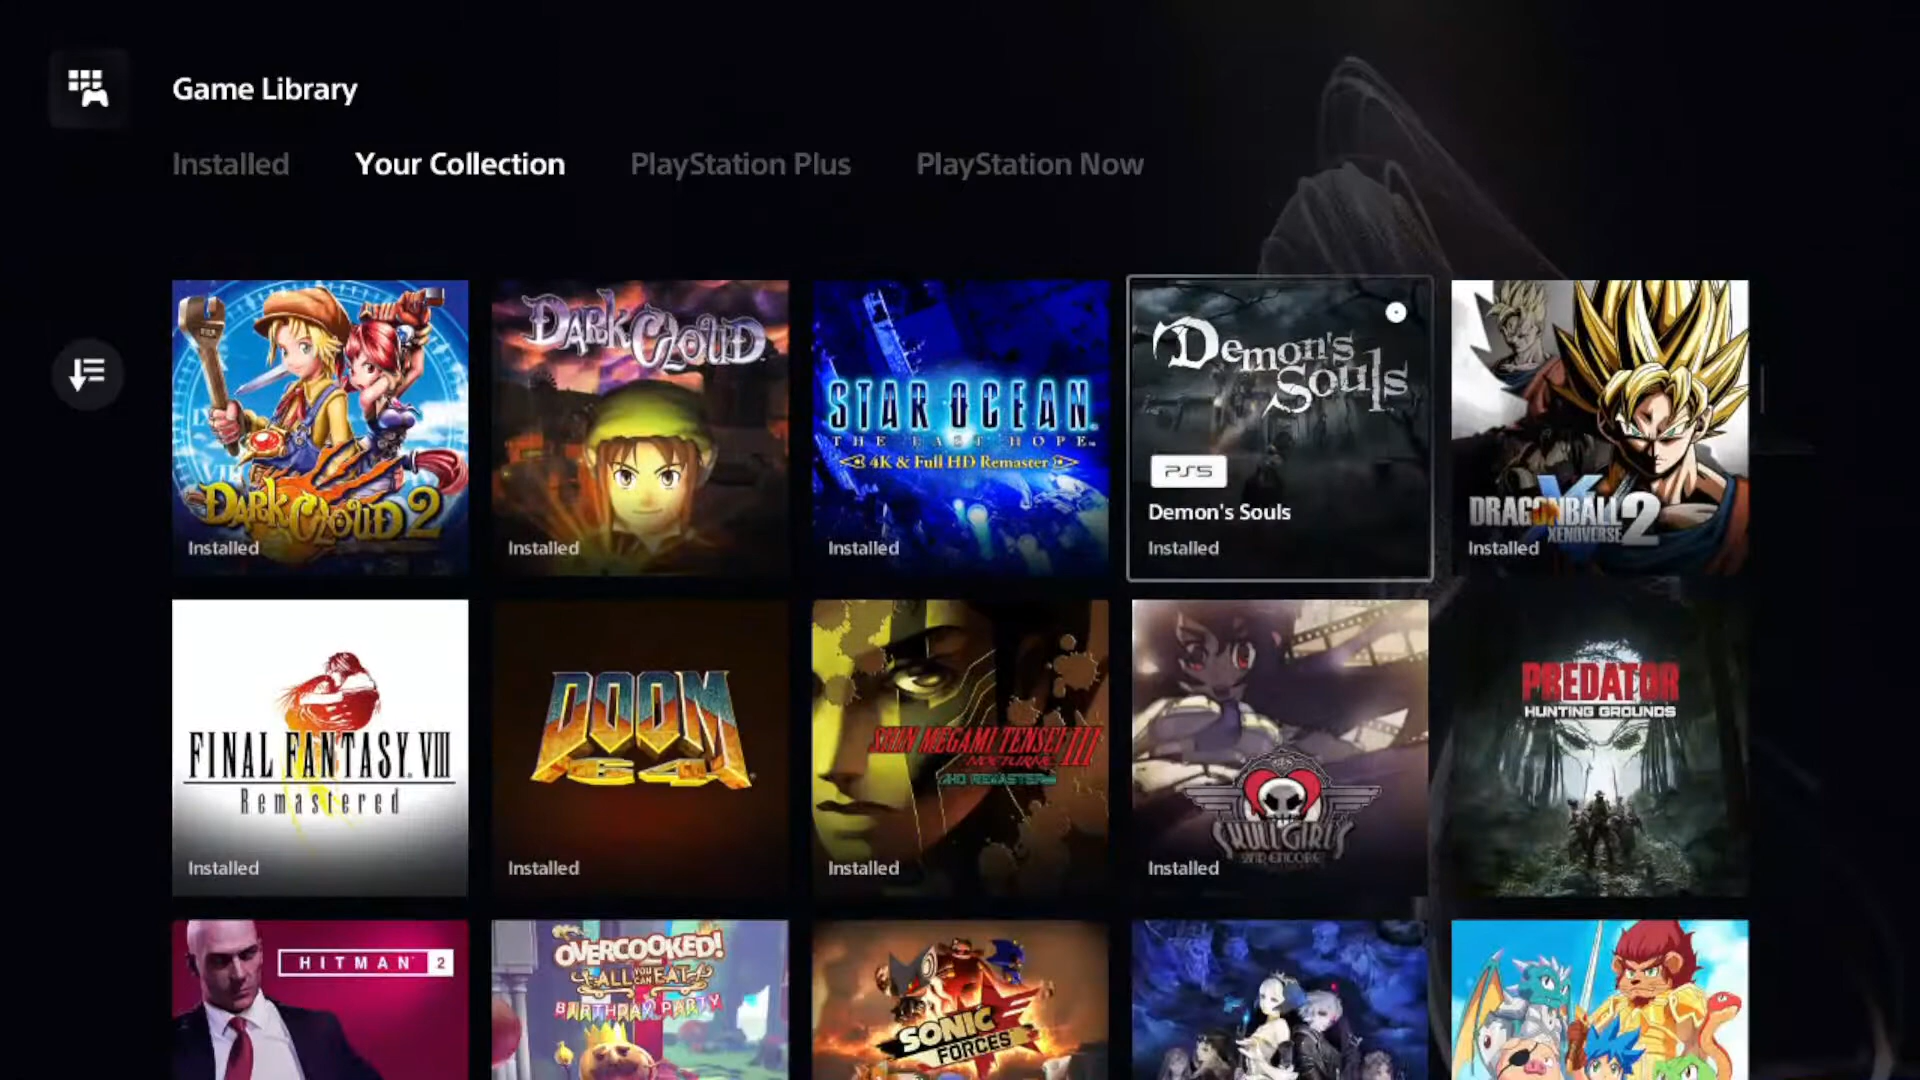 Game Library
Installed
Your Collection
PlayStation Plus
PlayStation Now
DARK CLOUD 2
Installed
DARK CLOUD
Installed
STAR OCEAN
THE LAST HOPE™
4K & Full HD Remaster
Installed
Demon's Souls
PS5
Demon's Souls
Installed
DRAGONBALL
XENOVERSE 2
Installed
FINAL FANTASY VIII
Remastered
Installed
DOOM
64
Installed
SHIN MEGAMI TENSEI III
NOCTURNE
HD REMASTER
Installed
SKULLGIRLS
2ND ENCORE
Installed
PREDATOR
HUNTING GROUNDS
HITMAN 2
OVERCOOKED!
ALL YOU CAN EAT
BIRTHDAY PARTY
SONIC
FORCES